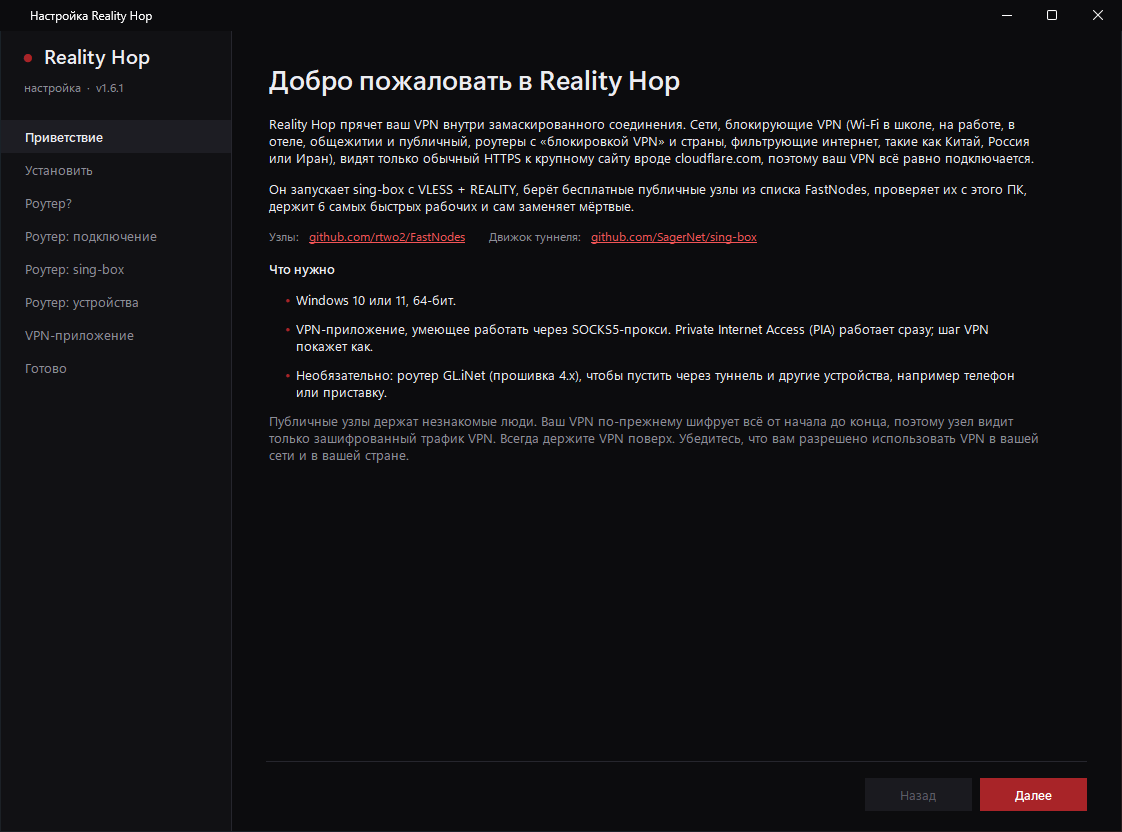 Настройка Reality Hop
Reality Hop
настройка · v1.6.1
Приветствие
Установить
Роутер?
Роутер: подключение
Роутер: sing-box
Роутер: устройства
VPN-приложение
Готово
Добро пожаловать в Reality Hop
Reality Hop прячет ваш VPN внутри замаскированного соединения. Сети, блокирующие VPN (Wi-Fi в школе, на работе, в
отеле, общежитии и публичный, роутеры с «блокировкой VPN» и страны, фильтрующие интернет, такие как Китай, Россия
или Иран), видят только обычный HTTPS к крупному сайту вроде cloudflare.com, поэтому ваш VPN всё равно подключается.
Он запускает sing-box с VLESS + REALITY, берёт бесплатные публичные узлы из списка FastNodes, проверяет их с этого ПК,
держит 6 самых быстрых рабочих и сам заменяет мёртвые.
Узлы: github.com/rtwo2/FastNodes Движок туннеля: github.com/SagerNet/sing-box
Что нужно
• Windows 10 или 11, 64-бит.
• VPN-приложение, умеющее работать через SOCKS5-прокси. Private Internet Access (PIA) работает сразу; шаг VPN
покажет как.
• Необязательно: роутер GL.iNet (прошивка 4.x), чтобы пустить через туннель и другие устройства, например телефон
или приставку.
Публичные узлы держат незнакомые люди. Ваш VPN по-прежнему шифрует всё от начала до конца, поэтому узел видит
только зашифрованный трафик VPN. Всегда держите VPN поверх. Убедитесь, что вам разрешено использовать VPN в вашей
сети и в вашей стране.
Назад
Далее